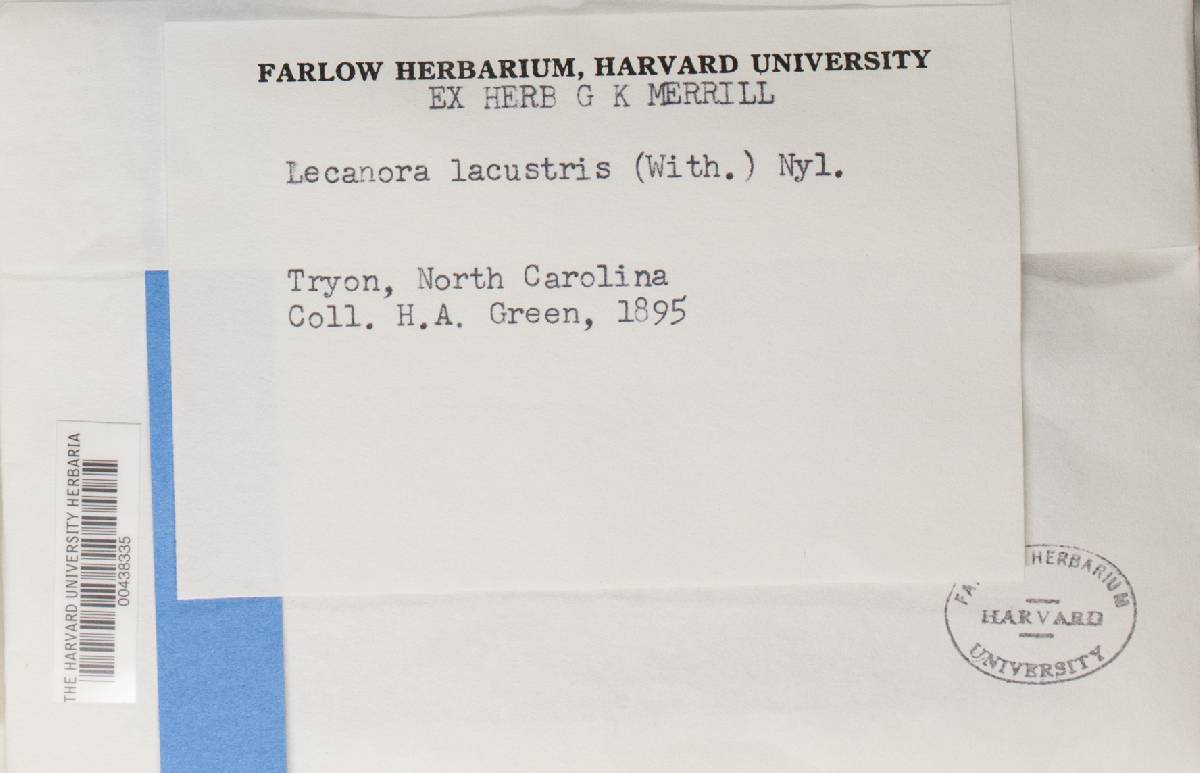 FARLOW HERBARIUM, HARVARD UNIVERSITY
EX HERB G K MERRILL
Lecanora lacustris (With.) Nyl.
Tryon, North Carolina
Coll. H.A. Green, 1895
THE HARVARD UNIVERSITY HERBARIA
00438335
HERBARIUM
HARVARD
UNIVERSITY